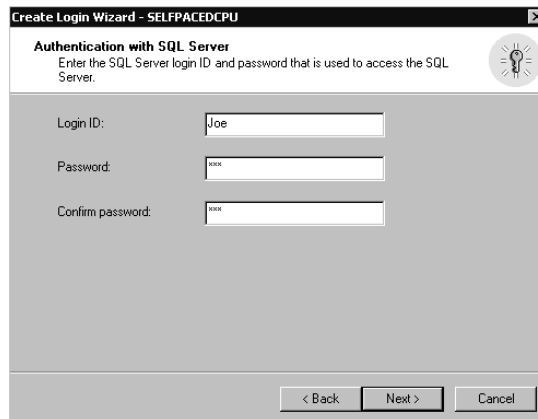 Create Login Wizard - SELFPACEDCPU
Authentication with SQL Server
Enter the SQL Server login ID and password that is used to access the SQL
Server.
Login ID:
Joe
Password:
***
Confirm password:
***
< Back
Next >
Cancel